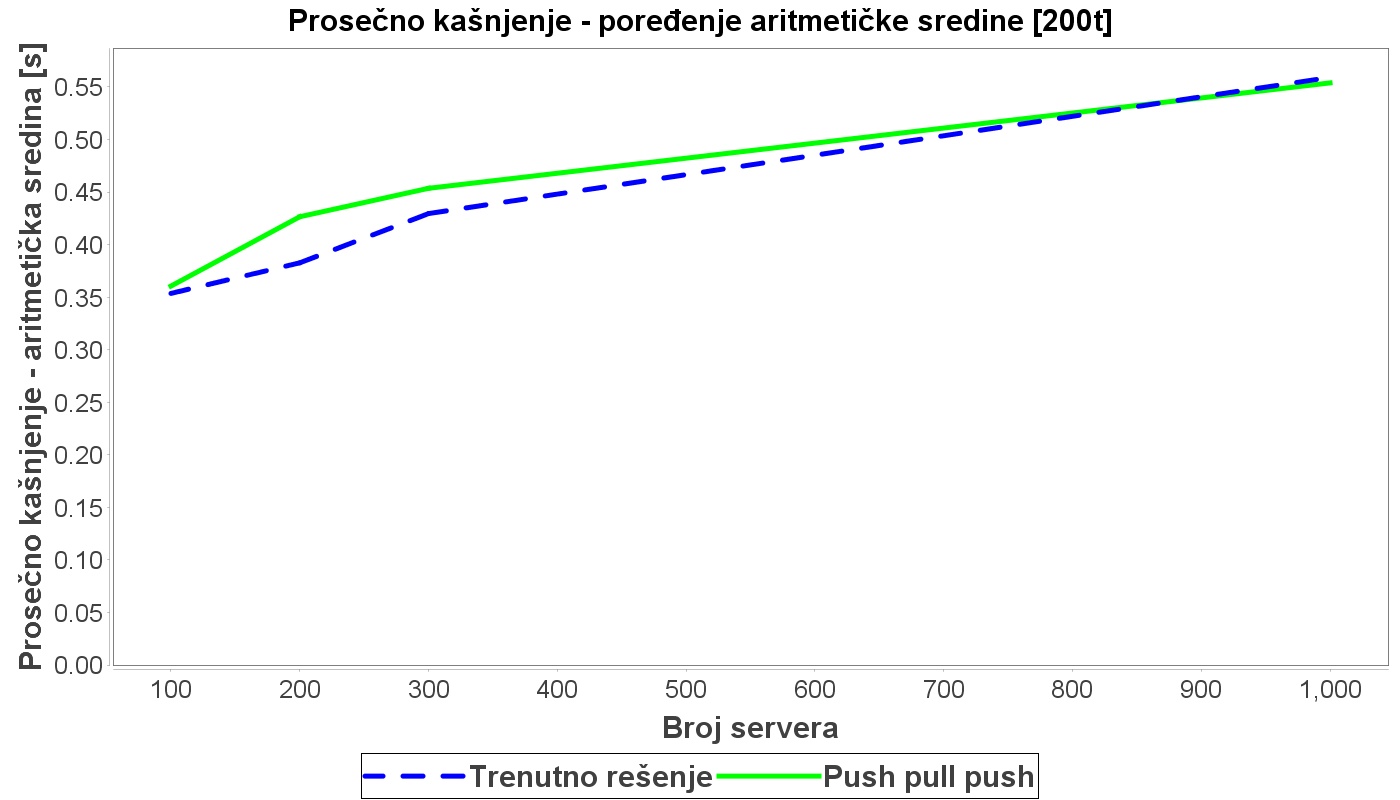 Prosečno kašnjenje - poređenje aritmetičke sredine [200t]
Prosečno kašnjenje - aritmetička sredina [s]
0.55
0.50
0.45
0.40
0.35
0.30
0.25
0.20
0.15
0.10
0.05
0.00
100 200 300 400 500 600 700 800 900 1,000
Broj servera
Trenutno rešenje Push pull push